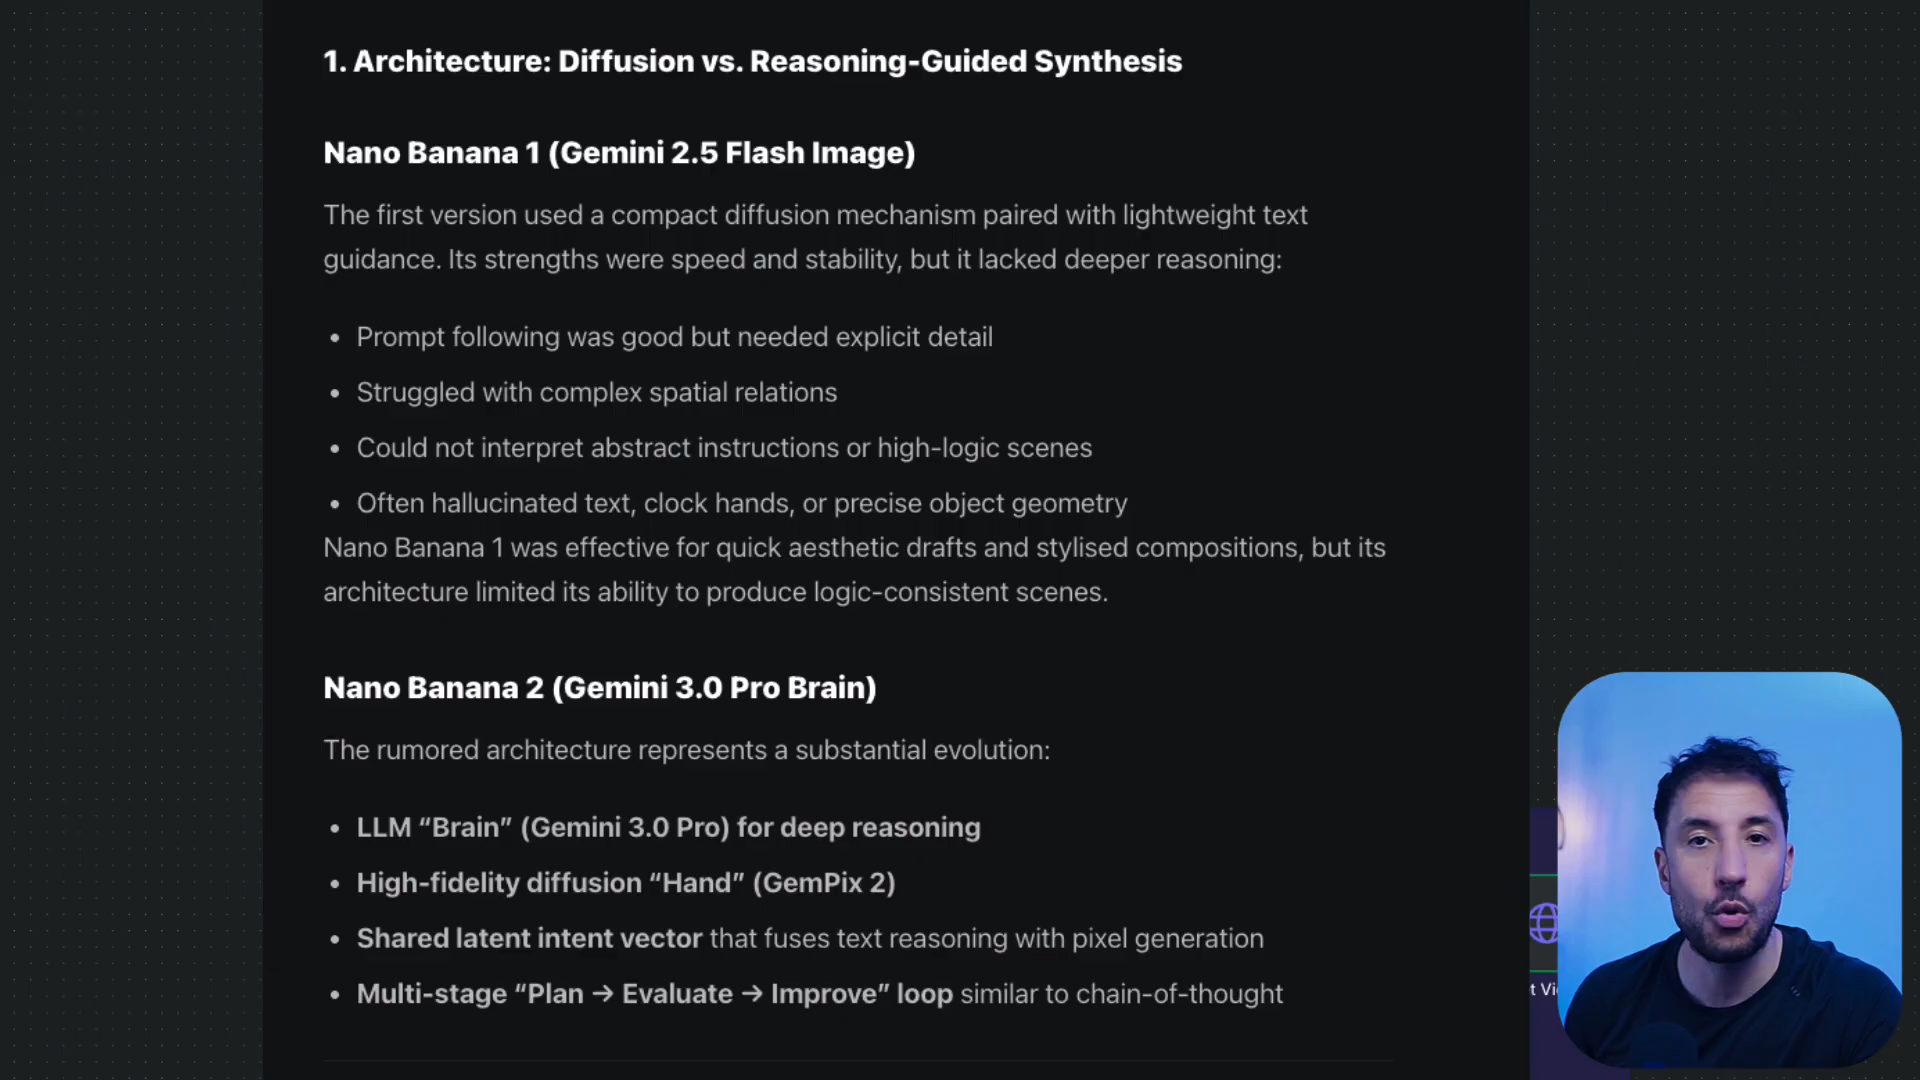 1. Architecture: Diffusion vs. Reasoning-Guided Synthesis
Nano Banana 1 (Gemini 2.5 Flash Image)
The first version used a compact diffusion mechanism paired with lightweight text
guidance. Its strengths were speed and stability, but it lacked deeper reasoning:
• Prompt following was good but needed explicit detail
• Struggled with complex spatial relations
• Could not interpret abstract instructions or high-logic scenes
• Often hallucinated text, clock hands, or precise object geometry
Nano Banana 1 was effective for quick aesthetic drafts and stylised compositions, but its
architecture limited its ability to produce logic-consistent scenes.
Nano Banana 2 (Gemini 3.0 Pro Brain)
The rumored architecture represents a substantial evolution:
• LLM “Brain” (Gemini 3.0 Pro) for deep reasoning
• High-fidelity diffusion “Hand” (GemPix 2)
• Shared latent intent vector that fuses text reasoning with pixel generation
• Multi-stage “Plan → Evaluate → Improve” loop similar to chain-of-thought